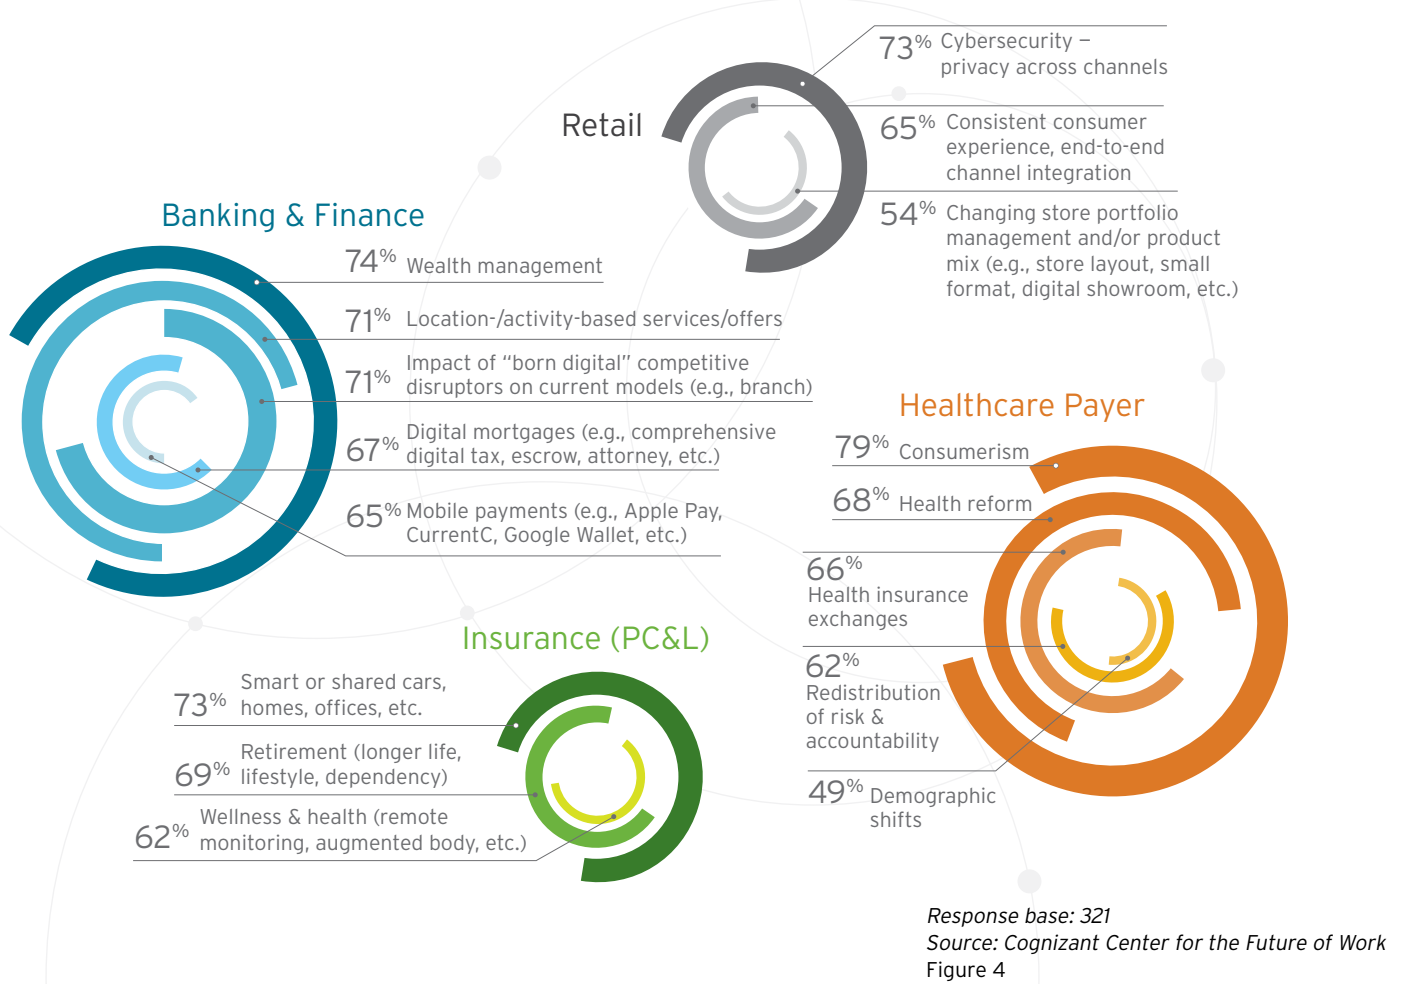 Retail
73% Cybersecurity –
privacy across channels
65% Consistent consumer
experience, end-to-end
channel integration
54% Changing store portfolio
management and/or product
mix (e.g., store layout, small
format, digital showroom, etc.)
Banking & Finance
74% Wealth management
71% Location-/activity-based services/offers
71% Impact of “born digital” competitive
disruptors on current models (e.g., branch)
67% Digital mortgages (e.g., comprehensive
digital tax, escrow, attorney, etc.)
65% Mobile payments (e.g., Apple Pay,
CurrentC, Google Wallet, etc.)
Healthcare Payer
79% Consumerism
68% Health reform
66%
Health insurance
exchanges
62%
Redistribution
of risk &
accountability
49% Demographic
shifts
Insurance (PC&L)
73% Smart or shared cars,
homes, offices, etc.
69% Retirement (longer life,
lifestyle, dependency)
62% Wellness & health (remote
monitoring, augmented body, etc.)
Response base: 321
Source: Cognizant Center for the Future of Work
Figure 4